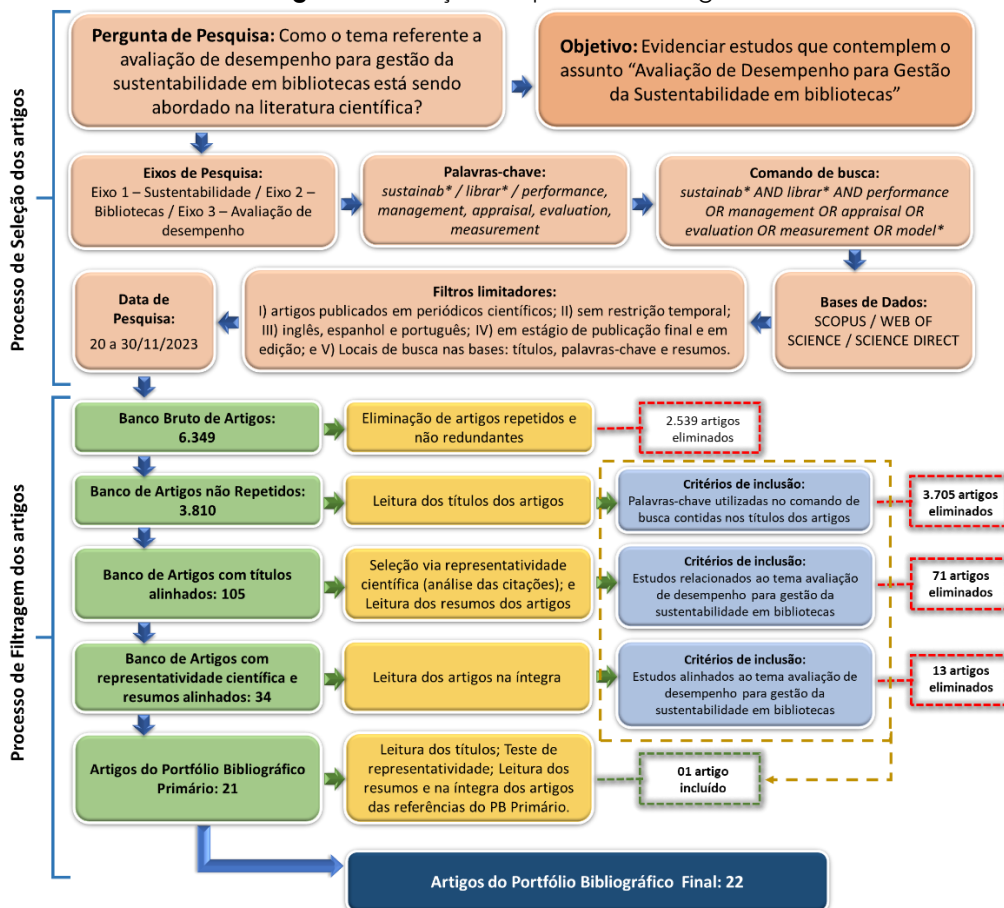 Pergunta de Pesquisa: Como o tema referente a
avaliação de desempenho para gestão da
sustentabilidade em bibliotecas está sendo
abordado na literatura científica?
Objetivo: Evidenciar estudos que contemplem o
assunto “Avaliação de Desempenho para Gestão
da Sustentabilidade em bibliotecas”
Processo de Seleção dos artigos
Eixos de Pesquisa:
Eixo 1 – Sustentabilidade / Eixo 2 –
Bibliotecas / Eixo 3 – Avaliação de
desempenho
Palavras-chave:
sustainab* / librar* / performance,
management, appraisal, evaluation,
measurement
Comando de busca:
sustainab* AND librar* AND performance
OR management OR appraisal OR
evaluation OR measurement OR model*
Data de
Pesquisa:
20 a 30/11/2023
Filtros limitadores:
I) artigos publicados em periódicos científicos; II) sem restrição temporal;
III) inglês, espanhol e português; IV) em estágio de publicação final e em
edição; e V) Locais de busca nas bases: títulos, palavras-chave e resumos.
Bases de Dados:
SCOPUS / WEB OF
SCIENCE / SCIENCE DIRECT
Processo de Filtragem dos artigos
Banco Bruto de Artigos:
6.349
Eliminação de artigos repetidos e
não redundantes
2.539 artigos
eliminados
Banco de Artigos não Repetidos:
3.810
Leitura dos títulos dos artigos
Critérios de inclusão:
Palavras-chave utilizadas no comando de
busca contidas nos títulos dos artigos
3.705 artigos
eliminados
Banco de Artigos com títulos
alinhados: 105
Seleção via representatividade
científica (análise das citações); e
Leitura dos resumos dos artigos
Critérios de inclusão:
Estudos relacionados ao tema avaliação
de desempenho para gestão da
sustentabilidade em bibliotecas
71 artigos
eliminados
Banco de Artigos com
representatividade científica e
resumos alinhados: 34
Leitura dos artigos na íntegra
Critérios de inclusão:
Estudos alinhados ao tema avaliação de
desempenho para gestão da
sustentabilidade em bibliotecas
13 artigos
eliminados
Artigos do Portfólio Bibliográfico
Primário: 21
Leitura dos títulos; Teste de
representatividade; Leitura dos
resumos e na íntegra dos artigos
das referências do PB Primário.
01 artigo
incluído
Artigos do Portfólio Bibliográfico Final: 22